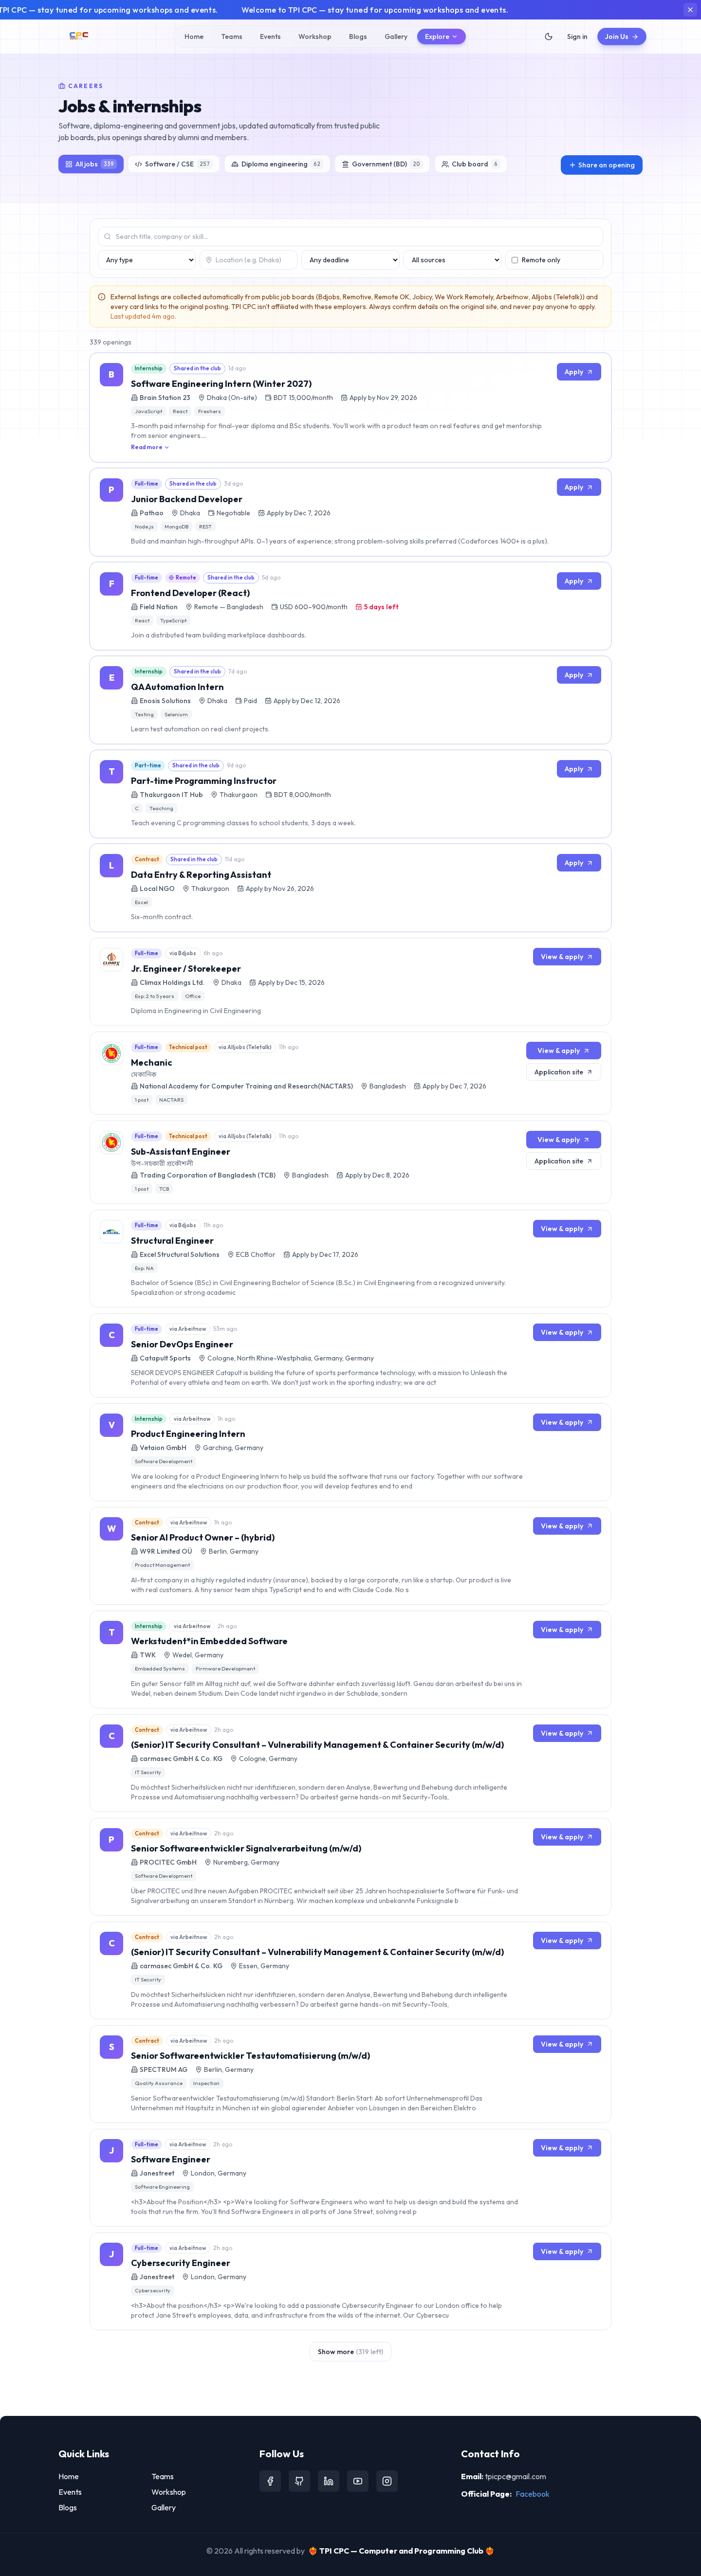 TPI CPC — stay tuned for upcoming workshops and events. Welcome to TPI CPC — stay tuned for upcoming workshops and events.
CPC
Home Teams Events Workshop Blogs Gallery Explore Sign in Join Us
CAREERS
Jobs & internships
Software, diploma-engineering and government jobs, updated automatically from trusted public
job boards, plus openings shared by alumni and members.
All jobs 339 Software / CSE 257 Diploma engineering 62 Government (BD) 20 Club board 6 Share an opening
Search title, company or skill...
Any type Location (e.g. Dhaka) Any deadline All sources Remote only
External listings are collected automatically from public job boards (Bdjobs, Remotive, Remote OK, Jobicy, We Work Remotely, Arbeitnow, Alljobs (Teletalk)) and
every card links to the original posting. TPI CPC isn't affiliated with these employers. Always confirm details on the original site, and never pay anyone to apply.
Last updated 4m ago.
339 openings
B Internship Shared in the club 1d ago Apply
Software Engineering Intern (Winter 2027)
Brain Station 23 Dhaka (On-site) BDT 15,000/month Apply by Nov 29, 2026
JavaScript React Freshers
3-month paid internship for final-year diploma and BSc students. You'll work with a product team on real features and get mentorship
from senior engineers....
Read more
P Full-time Shared in the club 3d ago Apply
Junior Backend Developer
Pathao Dhaka Negotiable Apply by Dec 7, 2026
Node.js MongoDB REST
Build and maintain high-throughput APIs. 0–1 years of experience; strong problem-solving skills preferred (Codeforces 1400+ is a plus).
F Full-time Remote Shared in the club 5d ago Apply
Frontend Developer (React)
Field Nation Remote — Bangladesh USD 600–900/month 5 days left
React TypeScript
Join a distributed team building marketplace dashboards.
E Internship Shared in the club 7d ago Apply
QA Automation Intern
Enosis Solutions Dhaka Paid Apply by Dec 12, 2026
Testing Selenium
Learn test automation on real client projects.
T Part-time Shared in the club 9d ago Apply
Part-time Programming Instructor
Thakurgaon IT Hub Thakurgaon BDT 8,000/month
C Teaching
Teach evening C programming classes to school students, 3 days a week.
L Contract Shared in the club 11d ago Apply
Data Entry & Reporting Assistant
Local NGO Thakurgaon Apply by Nov 26, 2026
Excel
Six-month contract.
CLIMEX Full-time via Bdjobs 6h ago View & apply
Jr. Engineer / Storekeeper
Climax Holdings Ltd. Dhaka Apply by Dec 15, 2026
Exp. 2 to 5 years Office
Diploma in Engineering in Civil Engineering
Full-time Technical post via Alljobs (Teletalk) 11h ago View & apply
Mechanic
মেকানিক Application site
National Academy for Computer Training and Research(NACTARS) Bangladesh Apply by Dec 7, 2026
1 post NACTARS
Full-time Technical post via Alljobs (Teletalk) 11h ago View & apply
Sub-Assistant Engineer
উপ-সহকারী প্রকৌশলী Application site
Trading Corporation of Bangladesh (TCB) Bangladesh Apply by Dec 8, 2026
1 post TCB
Full-time via Bdjobs 11h ago View & apply
Structural Engineer
Excel Structural Solutions ECB Chottor Apply by Dec 17, 2026
Exp. NA
Bachelor of Science (BSc) in Civil Engineering Bachelor of Science (B.Sc.) in Civil Engineering from a recognized university.
Specialization or strong academic
C Full-time via Arbeitnow 53m ago View & apply
Senior DevOps Engineer
Catapult Sports Cologne, North Rhine-Westphalia, Germany, Germany
SENIOR DEVOPS ENGINEER Catapult is building the future of sports performance technology, with a mission to Unleash the
Potential of every athlete and team on earth. We don't just work in the sporting industry; we are act
V Internship via Arbeitnow 1h ago View & apply
Product Engineering Intern
Vetaion GmbH Garching, Germany
Software Development
We are looking for a Product Engineering Intern to help us build the software that runs our factory. Together with our software
engineers and the electricians on our production floor, you will develop features to end and
W Contract via Arbeitnow 1h ago View & apply
Senior AI Product Owner – (hybrid)
W9R Limited OÜ Berlin, Germany
Product Management
AI-first company in a highly regulated industry (insurance), backed by a large corporate, run like a startup. Our product is live
with real customers. A tiny senior team ships TypeScript end to end with Claude Code. No s
T Internship via Arbeitnow 2h ago View & apply
Werkstudent*in Embedded Software
TWK Wedel, Germany
Embedded Systems Firmware Development
Ein guter Sensor fällt im Alltag nicht auf, weil die Software dahinter einfach zuverlässig läuft. Genau daran arbeitest du bei uns in
Wedel, neben deinem Studium. Dein Code landet nicht irgendwo in der Schublade, sondern
C Contract via Arbeitnow 2h ago View & apply
(Senior) IT Security Consultant – Vulnerability Management & Container Security (m/w/d)
carmasec GmbH & Co. KG Cologne, Germany
IT Security
Du möchtest Sicherheitslücken nicht nur identifizieren, sondern deren Analyse, Bewertung und Behebung durch intelligente
Prozesse und Automatisierung nachhaltig verbessern? Du arbeitest gerne hands-on mit Security-Tools,
P Contract via Arbeitnow 2h ago View & apply
Senior Softwareentwickler Signalverarbeitung (m/w/d)
PROCITEC GmbH Nuremberg, Germany
Software Development
Über PROCITEC und Ihre neuen Aufgaben PROCITEC entwickelt seit über 25 Jahren hochspezialisierte Software für Funk- und
Signalverarbeitung an unserem Standort in Nürnberg. Wir machen komplexe und unbekannte Funksignale b
C Contract via Arbeitnow 2h ago View & apply
(Senior) IT Security Consultant – Vulnerability Management & Container Security (m/w/d)
carmasec GmbH & Co. KG Essen, Germany
IT Security
Du möchtest Sicherheitslücken nicht nur identifizieren, sondern deren Analyse, Bewertung und Behebung durch intelligente
Prozesse und Automatisierung nachhaltig verbessern? Du arbeitest gerne hands-on mit Security-Tools,
S Contract via Arbeitnow 2h ago View & apply
Senior Softwareentwickler Testautomatisierung (m/w/d)
SPECTRUM AG Berlin, Germany
Quality Assurance Inspection
Senior Softwareentwickler Testautomatisierung (m/w/d) Standort: Berlin Start: Ab sofort Unternehmensprofil Das
Unternehmen mit Hauptsitz in München ist ein global agierender Anbieter von Lösungen in den Bereichen Elektro
J Full-time via Arbeitnow 2h ago View & apply
Software Engineer
Janestreet London, Germany
Software Engineering
<h3>About the Position</h3> <p>We're looking for Software Engineers who want to help us design and build the systems and
tools that run the firm. You'll find Software Engineers in all parts of Jane Street, solving real p
J Full-time via Arbeitnow 2h ago View & apply
Cybersecurity Engineer
Janestreet London, Germany
Cybersecurity
<h3>About the position</h3> <p>We're looking to add a passionate Cybersecurity Engineer to our London office to help
protect Jane Street's employees, data, and infrastructure from the wilds of the internet. Our Cybersecu
Show more (319 left)
Quick Links Follow Us Contact Info
Home Teams Email: tpicpc@gmail.com
Events Workshop Official Page: Facebook
Blogs Gallery
© 2026 All rights reserved by TPI CPC — Computer and Programming Club